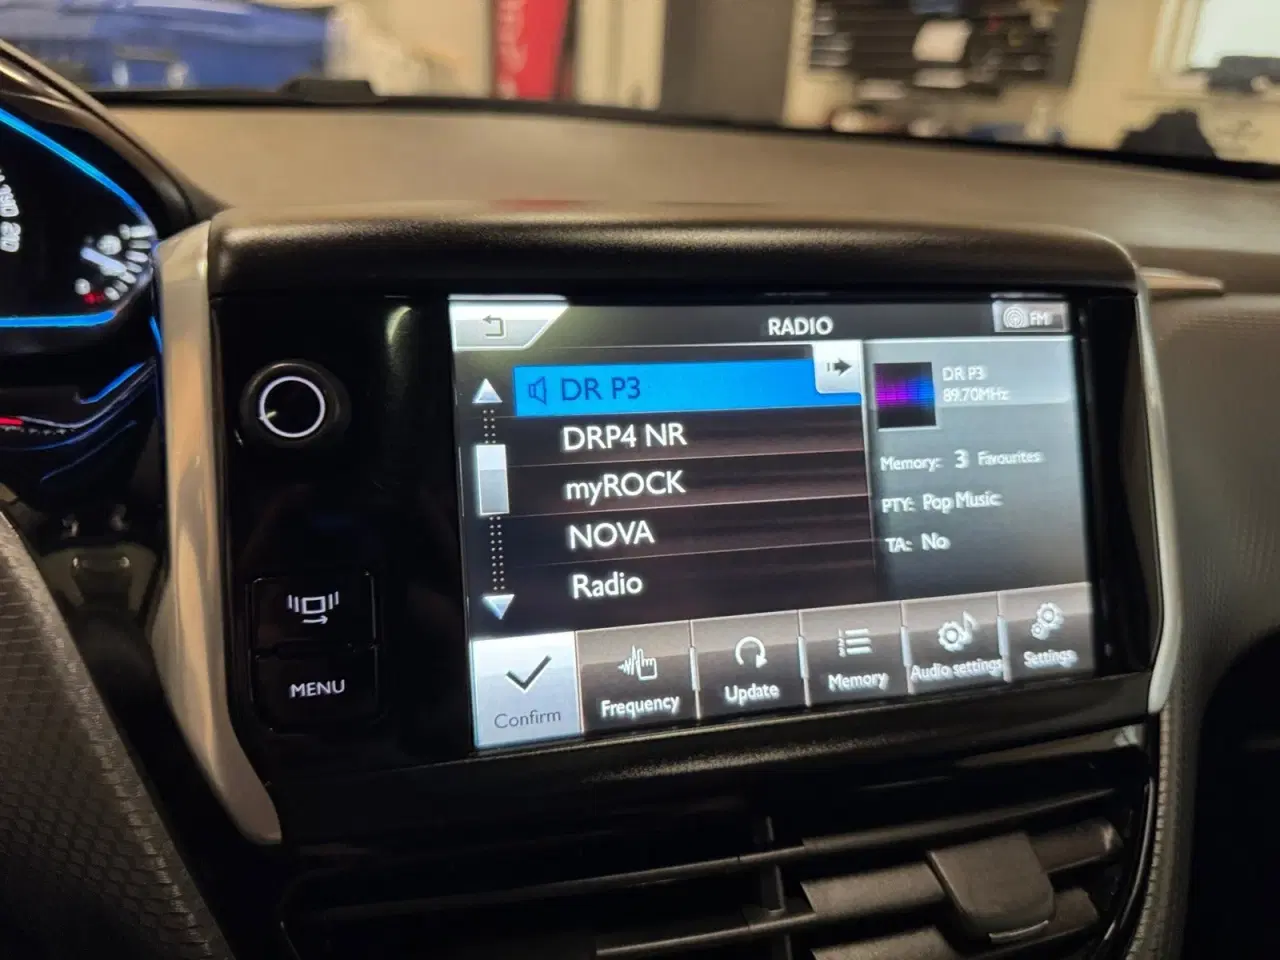 RADIO
FM
DR P3
DRP4 NR
myROCK
NOVA
Radio
DR P3
89.70MHz
Memory: 3 Favourites
PTY: Pop Music
TA: No
MENU
Confirm
Frequency
Update
Memory
Audio settings
Settings